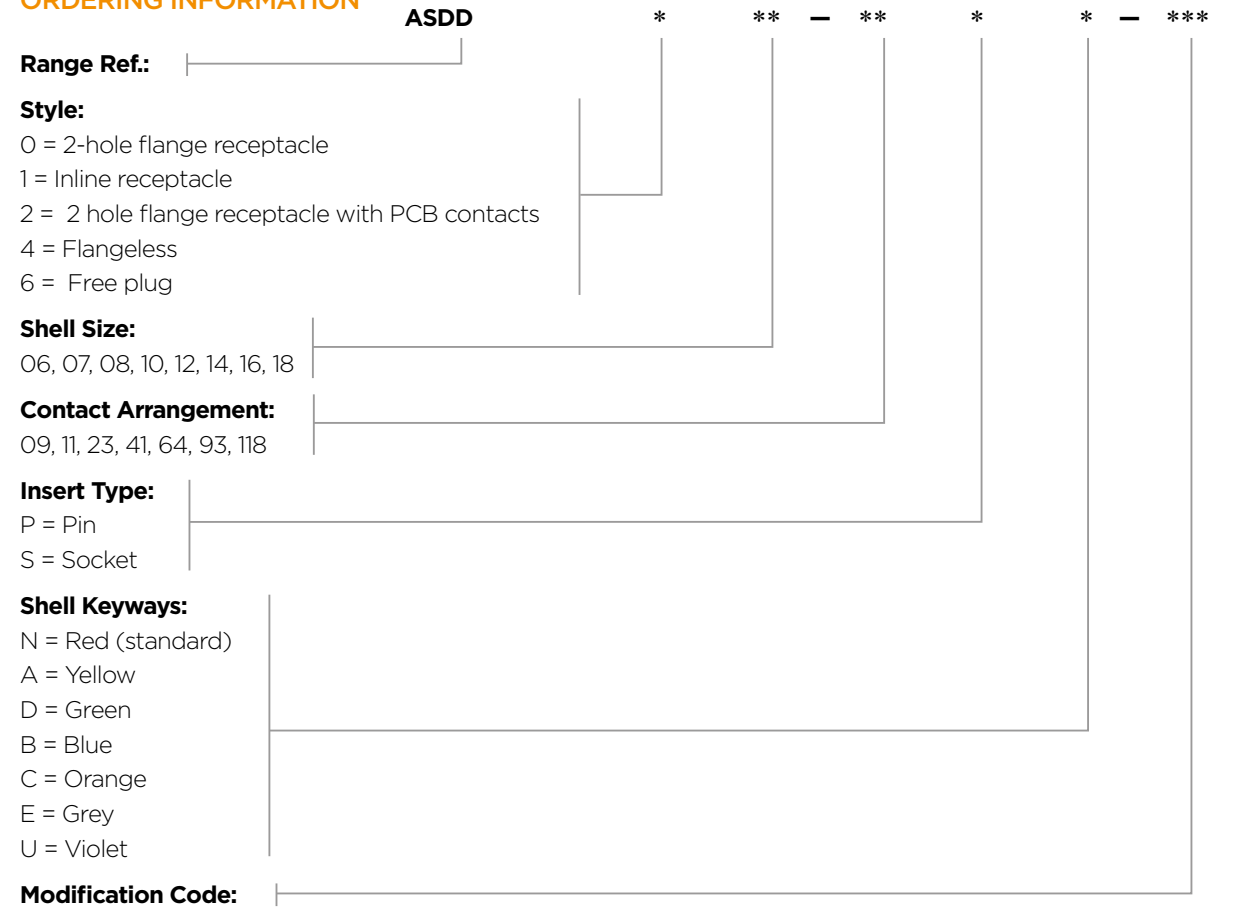 ORDERING INFORMATION
ASDD * ** – ** * * – ***
Range Ref.:
Style:
0 = 2-hole flange receptacle
1 = Inline receptacle
2 = 2 hole flange receptacle with PCB contacts
4 = Flangeless
6 = Free plug
Shell Size:
06, 07, 08, 10, 12, 14, 16, 18
Contact Arrangement:
09, 11, 23, 41, 64, 93, 118
Insert Type:
P = Pin
S = Socket
Shell Keyways:
N = Red (standard)
A = Yellow
D = Green
B = Blue
C = Orange
E = Grey
U = Violet
Modification Code: